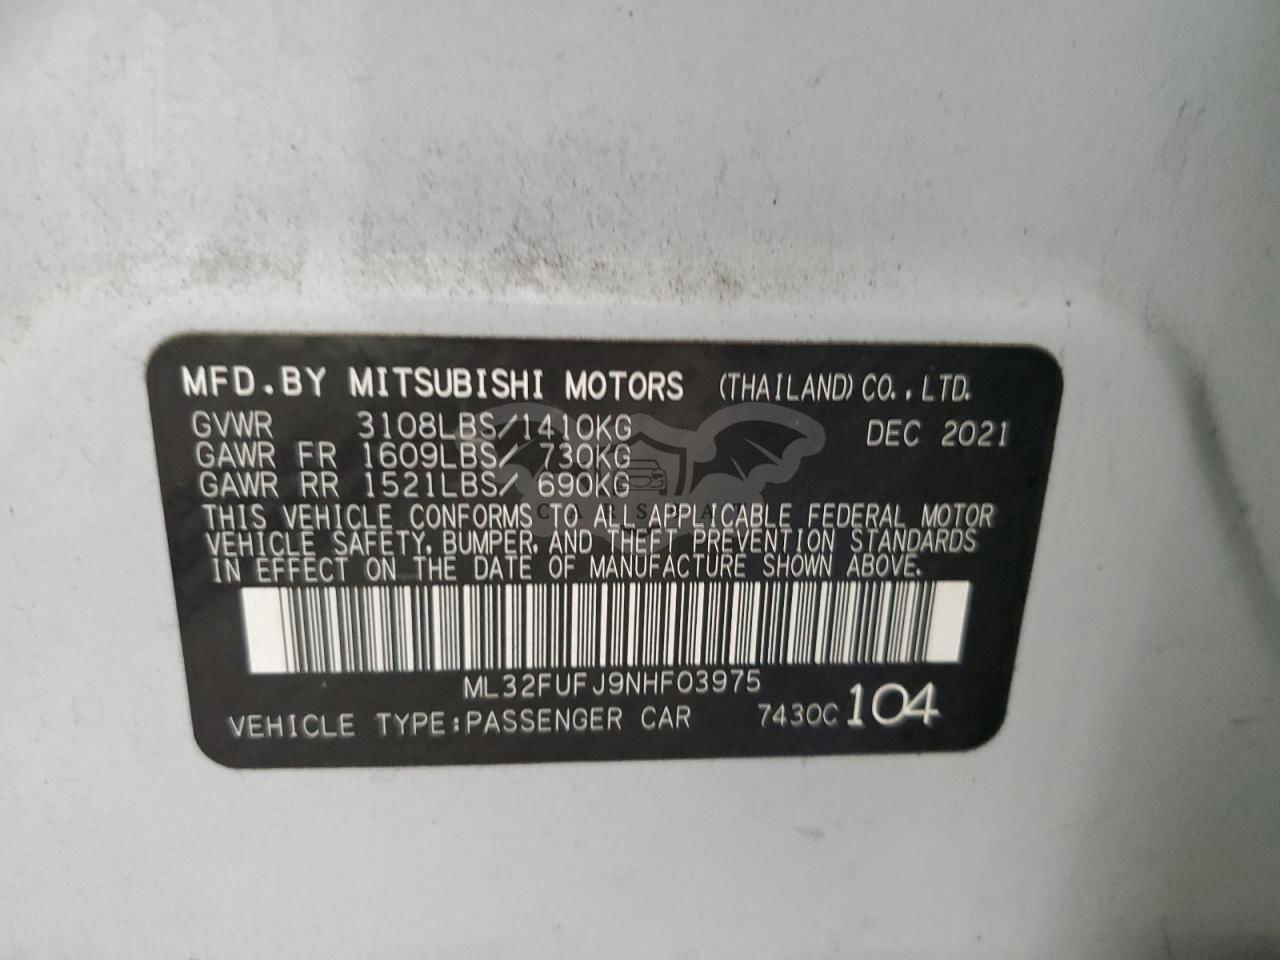 MFD.BY MITSUBISHI MOTORS (THAILAND) CO.,LTD.
GVWR 3108LBS/1410KG DEC 2021
GAWR FR 1609LBS/ 730KG
GAWR RR 1521LBS/ 690KG
THIS VEHICLE CONFORMS TO ALL APPLICABLE FEDERAL MOTOR
VEHICLE SAFETY, BUMPER, AND THEFT PREVENTION STANDARDS
IN EFFECT ON THE DATE OF MANUFACTURE SHOWN ABOVE.
ML32FUFJ9NHF03975
VEHICLE TYPE:PASSENGER CAR 7430C 104